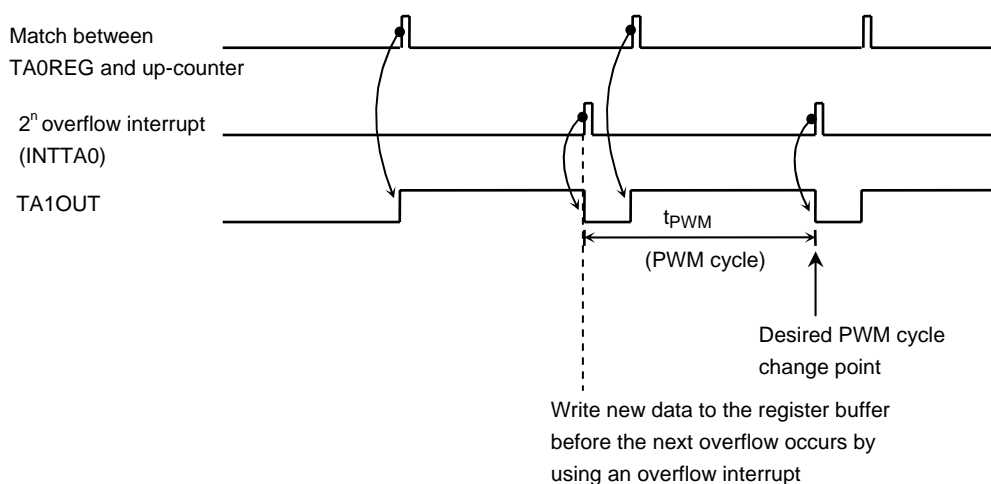 Match between
TA0REG and up-counter
2ⁿ overflow interrupt
(INTTA0)
TA1OUT
tPWM
(PWM cycle)
Desired PWM cycle
change point
Write new data to the register buffer
before the next overflow occurs by
using an overflow interrupt